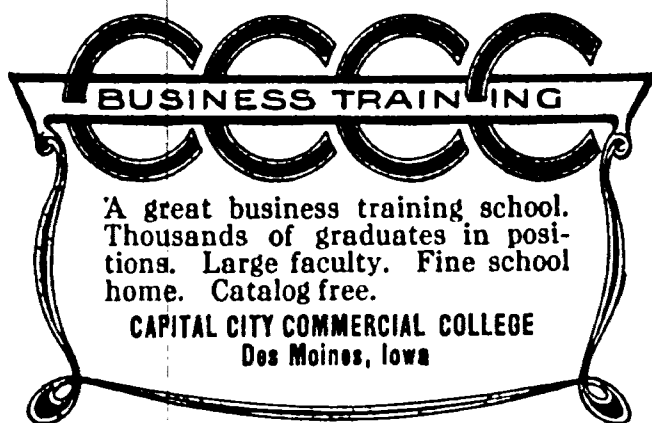 CCCC
BUSINESS TRAINING
A great business training school.
Thousands of graduates in posi-
tions. Large faculty. Fine school
home. Catalog free.
CAPITAL CITY COMMERCIAL COLLEGE
Des Moines, Iowa